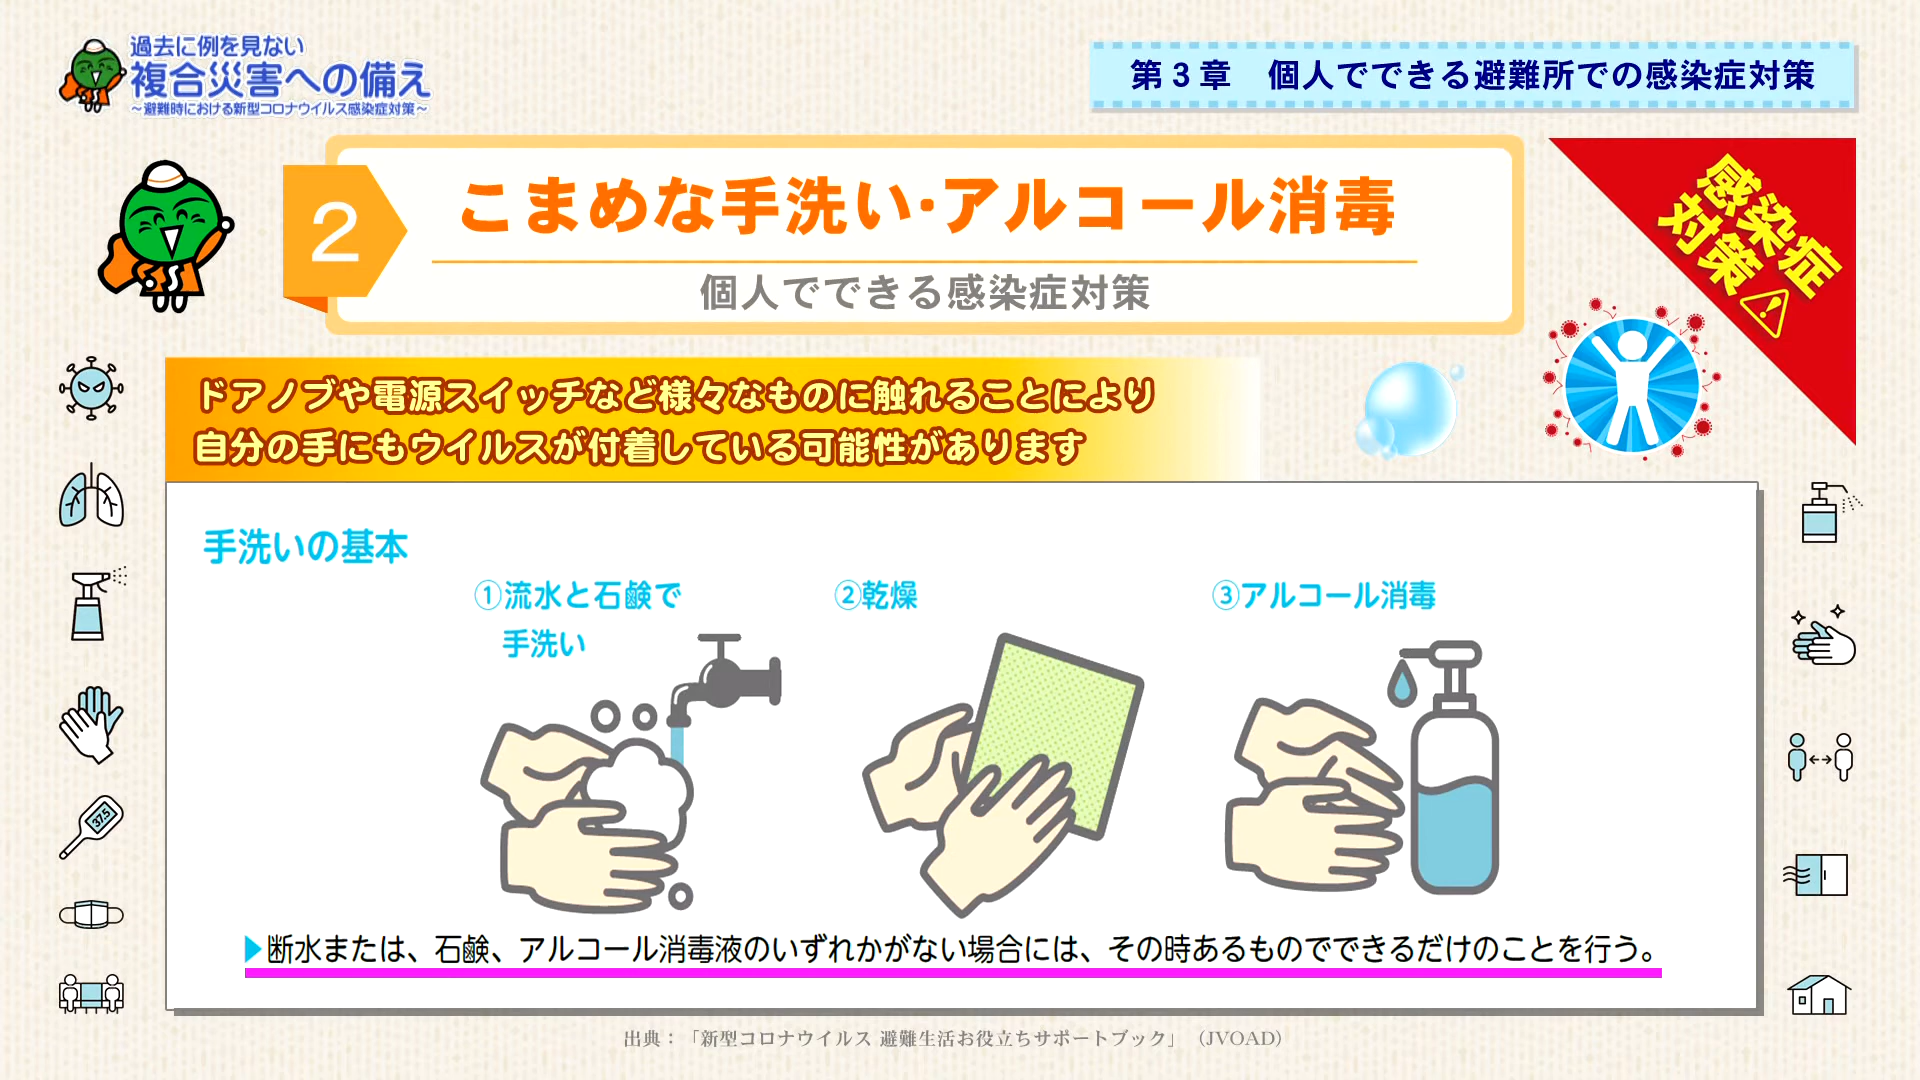 過去に例を見ない
複合災害への備え
～避難時における新型コロナウイルス感染症対策～
第３章　個人でできる避難所での感染症対策
2
こまめな手洗い・アルコール消毒
個人でできる感染症対策
感染症
対策
ドアノブや電源スイッチなど様々なものに触れることにより
自分の手にもウイルスが付着している可能性があります
手洗いの基本
①流水と石鹸で
手洗い
②乾燥
③アルコール消毒
37.5
▶断水または、石鹸、アルコール消毒液のいずれかがない場合には、その時あるものでできるだけのことを行う。
出典：「新型コロナウイルス 避難生活お役立ちサポートブック」（JVOAD）